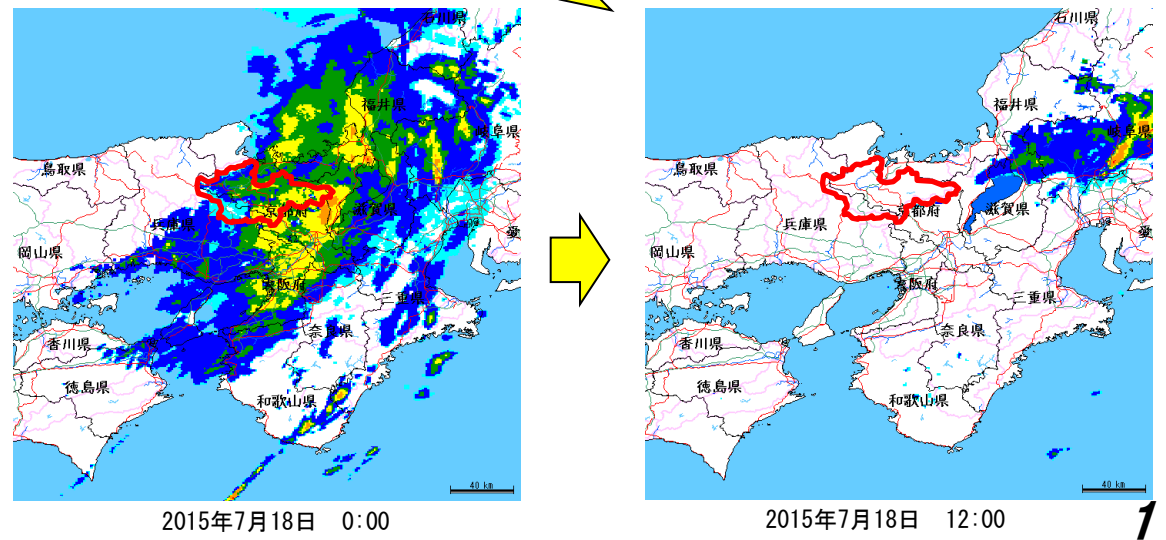 石川県
福井県
岐阜県
鳥取県
京都府
滋賀県
兵庫県
岡山県
大阪府
三重県
奈良県
香川県
徳島県
和歌山県
40 km
2015年7月18日 0:00
石川県
福井県
岐阜県
鳥取県
京都府
滋賀県
兵庫県
岡山県
大阪府
三重県
奈良県
香川県
徳島県
和歌山県
40 km
2015年7月18日 12:00
1